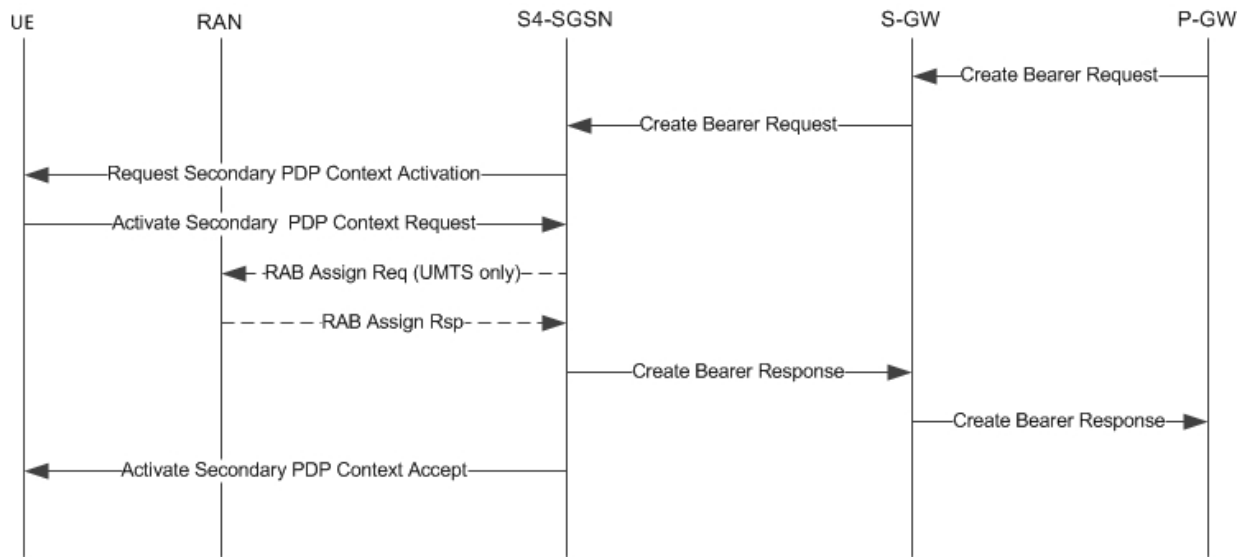 UE RAN S4-SGSN S-GW P-GW
Create Bearer Request
Create Bearer Request
Request Secondary PDP Context Activation
Activate Secondary PDP Context Request
RAB Assign Req (UMTS only)
RAB Assign Rsp
Create Bearer Response
Create Bearer Response
Activate Secondary PDP Context Accept